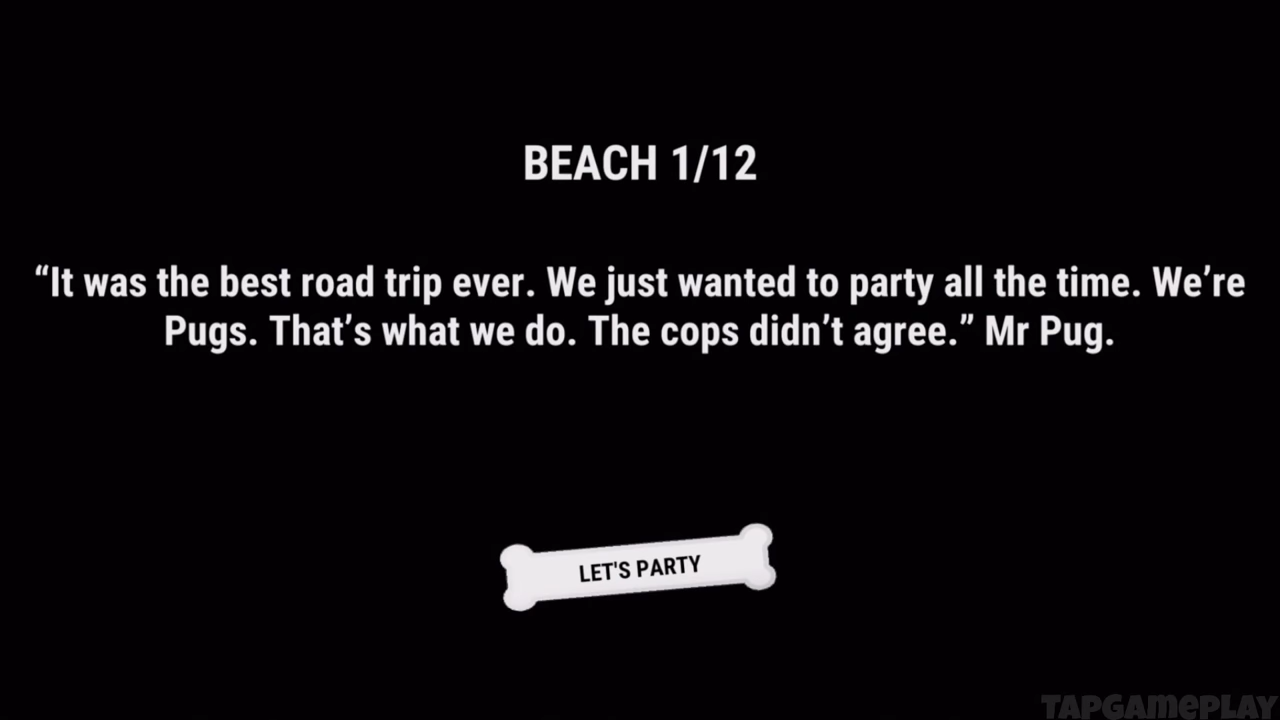 BEACH 1/12
“It was the best road trip ever. We just wanted to party all the time. We’re
Pugs. That’s what we do. The cops didn’t agree.” Mr Pug.
LET'S PARTY
TAPGAMEPLAY